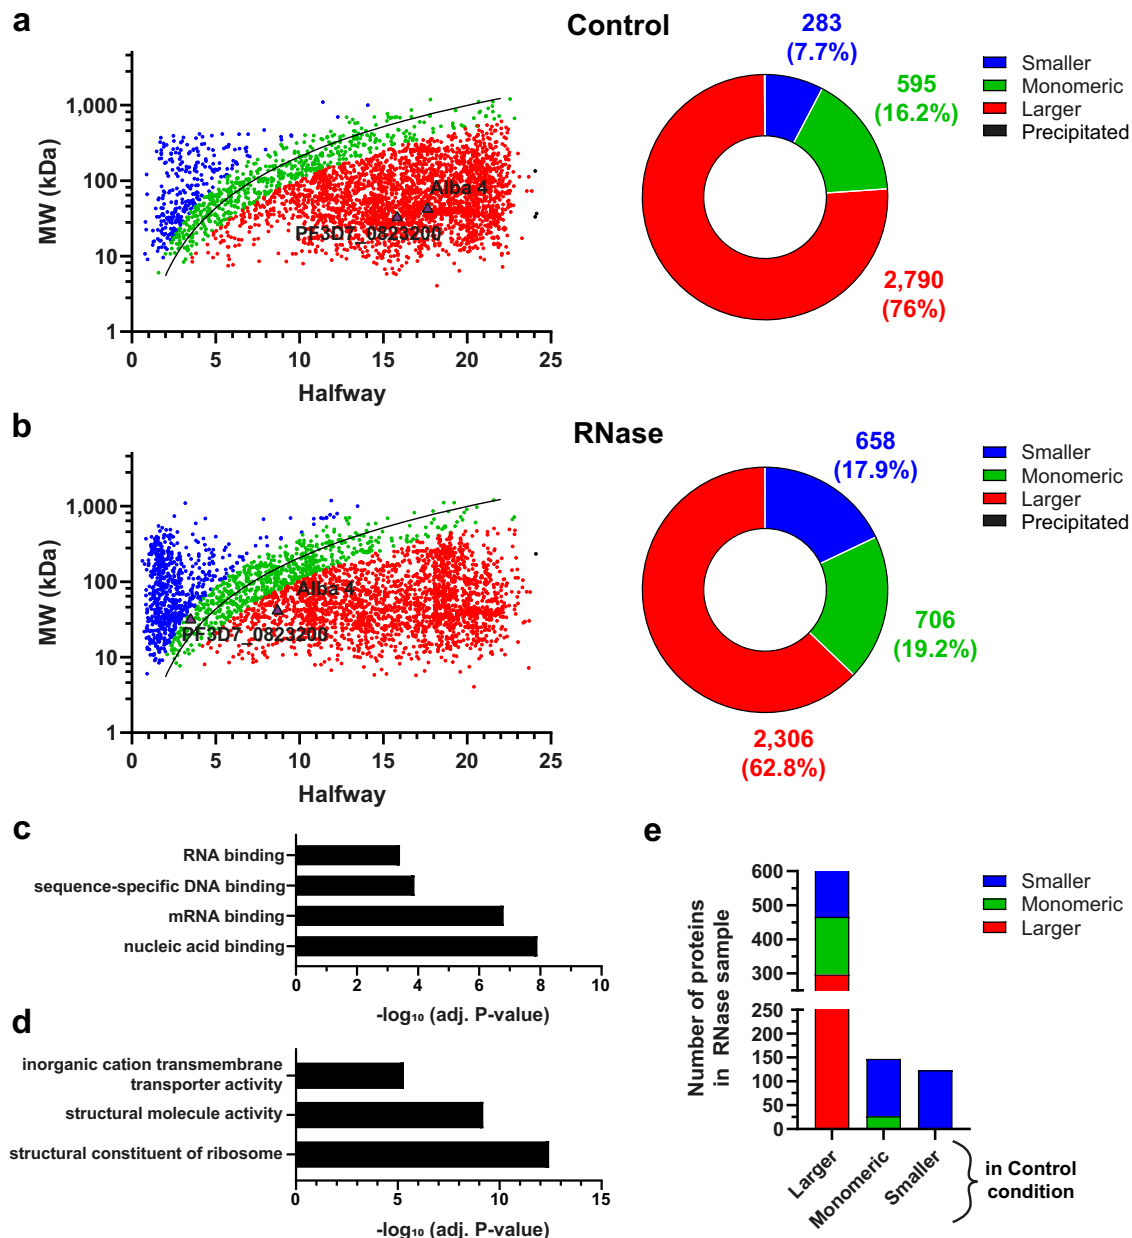 a
Control
MW (kDa)
1,000
100
10
1
0
5
10
15
20
25
Halfway
Alba 4
PF3D7_0823200
283
(7.7%)
595
(16.2%)
2,790
(76%)
Smaller
Monomeric
Larger
Precipitated
b
RNase
MW (kDa)
1,000
100
10
1
0
5
10
15
20
25
Halfway
Alba 4
PF3D7_0823200
658
(17.9%)
706
(19.2%)
2,306
(62.8%)
Smaller
Monomeric
Larger
Precipitated
c
RNA binding
sequence-specific DNA binding
mRNA binding
nucleic acid binding
0
2
4
6
8
10
-log₁₀ (adj. P-value)
d
inorganic cation transmembrane
transporter activity
structural molecule activity
structural constituent of ribosome
0
5
10
15
-log₁₀ (adj. P-value)
e
Number of proteins
in RNase sample
600
500
400
300
250
200
150
100
50
0
Larger
Monomeric
Smaller
in Control
condition
Smaller
Monomeric
Larger